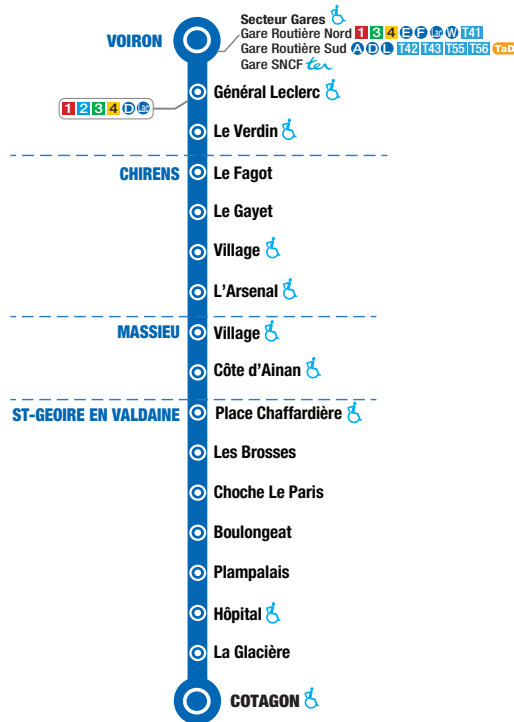 Secteur Gares
VOIRON
Gare Routière Nord 1 3 4 E F Lac W T41
Gare Routière Sud A D L T42 T43 T55 T56 TaD
Gare SNCF ter
Général Leclerc
1 2 3 4 D Lac
Le Verdin
CHIRENS Le Fagot
Le Gayet
Village
L'Arsenal
MASSIEU Village
Côte d'Ainan
ST-GEOIRE EN VALDAINE Place Chaffardière
Les Brosses
Choche Le Paris
Boulongeat
Plampalais
Hôpital
La Glacière
COTAGON